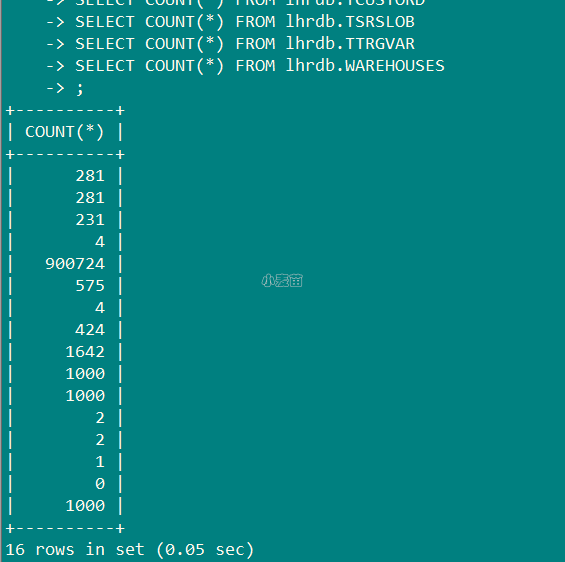 -> SELECT COUNT(*) FROM lhrdb.TCUSTORD
-> SELECT COUNT(*) FROM lhrdb.TSRSLOB
-> SELECT COUNT(*) FROM lhrdb.TTRGVAR
-> SELECT COUNT(*) FROM lhrdb.WAREHOUSES
-> ;
+----------+
| COUNT(*) |
+----------+
| 281 |
| 281 |
| 231 |
| 4 |
| 900724 |
| 575 |
| 4 |
| 424 |
| 1642 |
| 1000 |
| 1000 |
| 2 |
| 2 |
| 1 |
| 0 |
| 1000 |
+----------+
16 rows in set (0.05 sec)
小麦苗